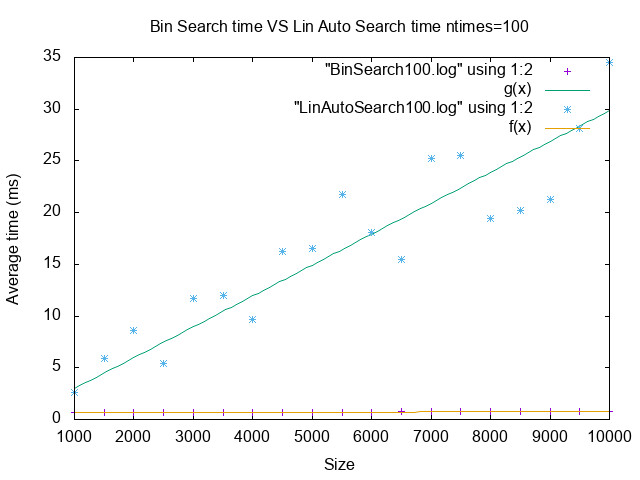 Bin Search time VS Lin Auto Search time ntimes=100
35
30
25
20
15
10
5
0
Average time (ms)
"BinSearch100.log" using 1:2
g(x)
"LinAutoSearch100.log" using 1:2
f(x)
1000 2000 3000 4000 5000 6000 7000 8000 9000 10000
Size